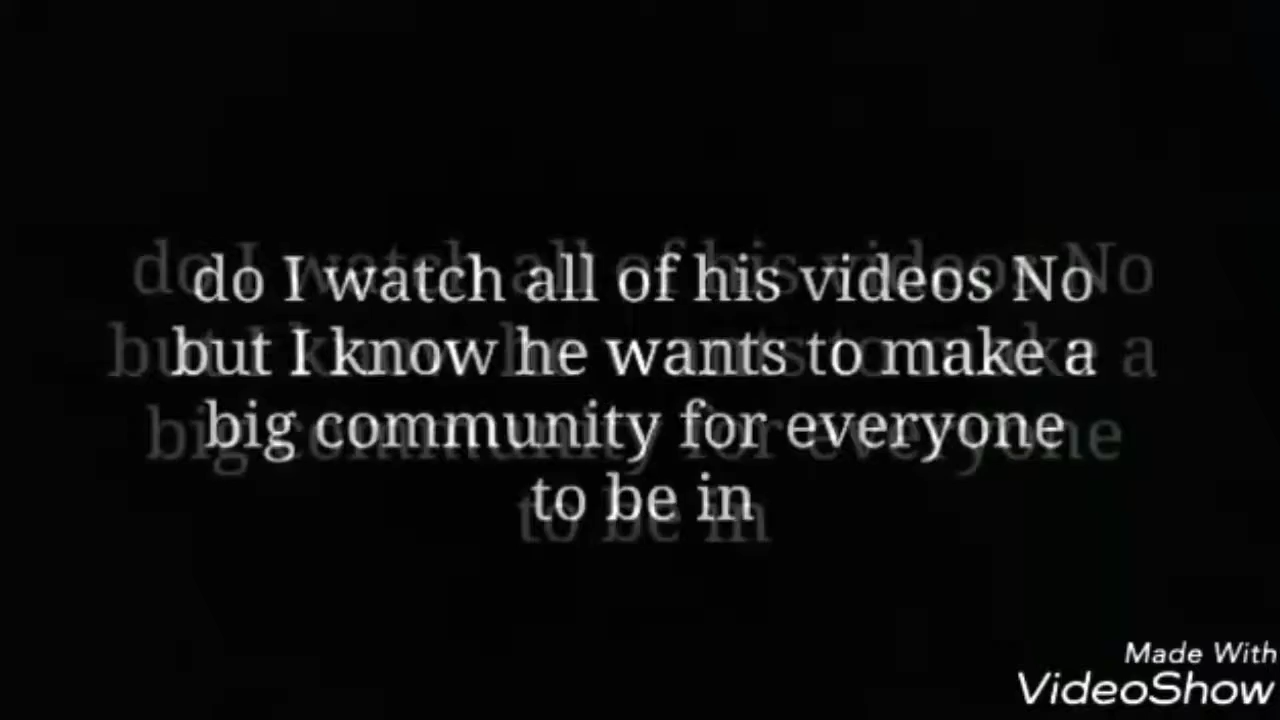 do I watch all of his videos No
but I know he wants to make a
big community for everyone
to be in
Made With
VideoShow